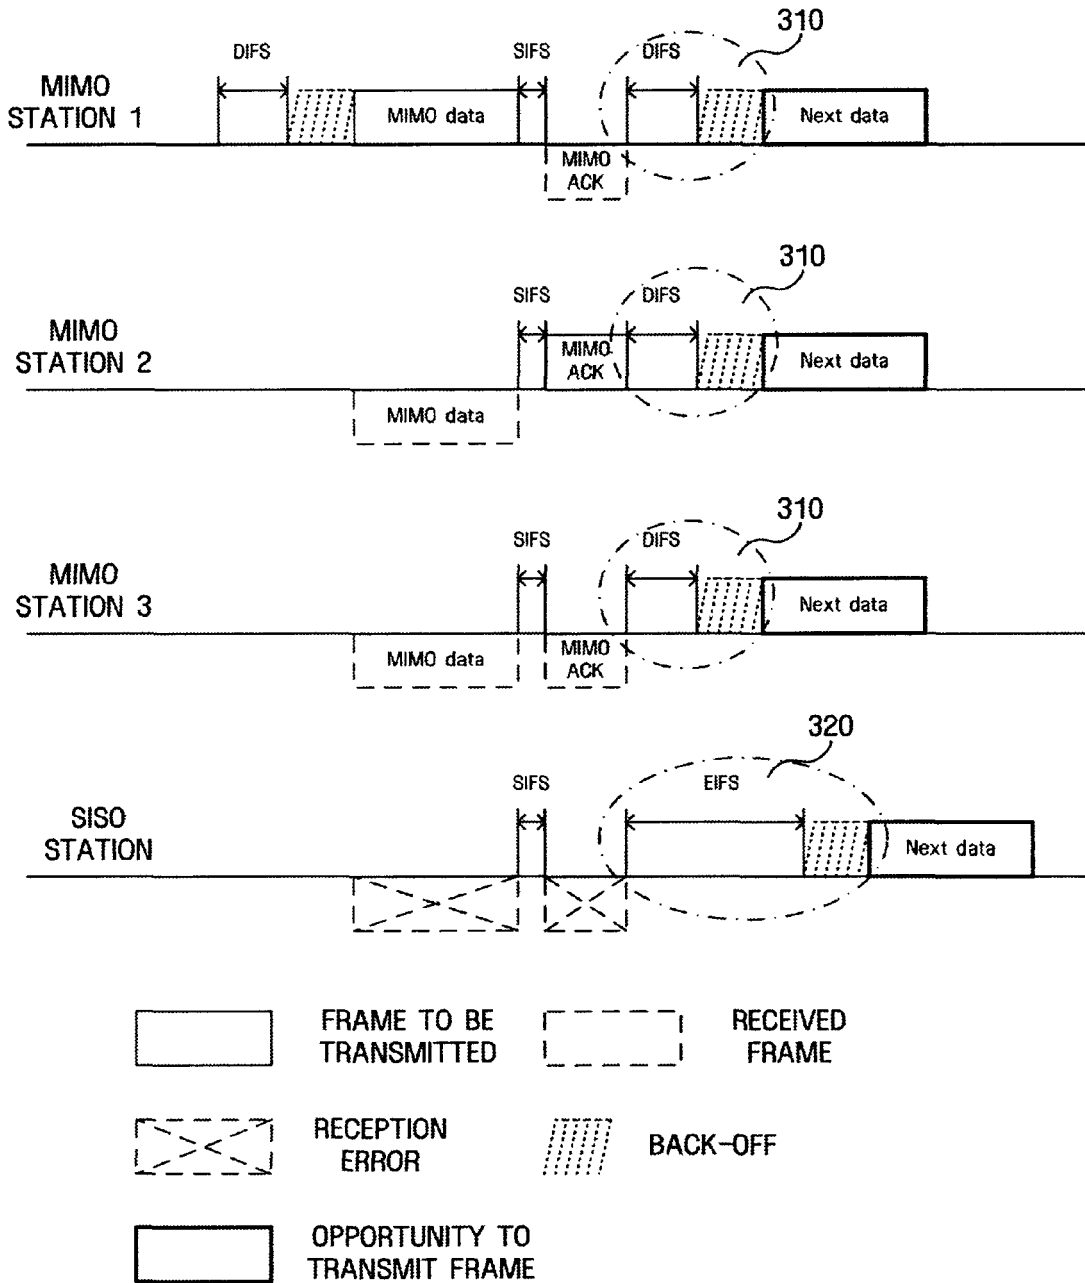 310
DIFS
SIFS
DIFS
MIMO
STATION 1
MIMO data
Next data
MIMO
ACK
310
SIFS
DIFS
MIMO
STATION 2
MIMO
ACK
Next data
MIMO data
310
SIFS
DIFS
MIMO
STATION 3
Next data
MIMO data
MIMO
ACK
320
SIFS
EIFS
SISO
STATION
Next data
FRAME TO BE
TRANSMITTED
RECEIVED
FRAME
RECEPTION
ERROR
BACK-OFF
OPPORTUNITY TO
TRANSMIT FRAME